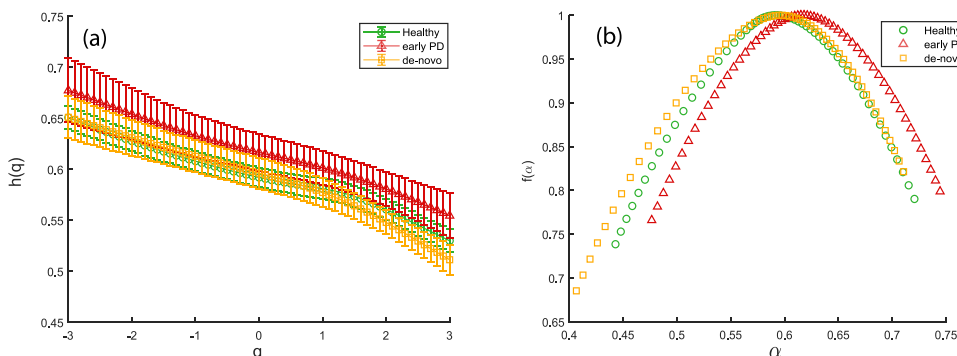 (a)
Healthy
early PD
de-novo
0.75
0.7
0,65
0.6
0.55
0,5
0,45
h(q)
-3
-2
-1
0
1
2
3
q
(b)
Healthy
early PD
de-novo
1
0,95
0.9
0.85
0.8
0.75
0.7
0.65
f(α)
0.4
0.45
0.5
0,55
0.6
0.65
0.7
0.75
α